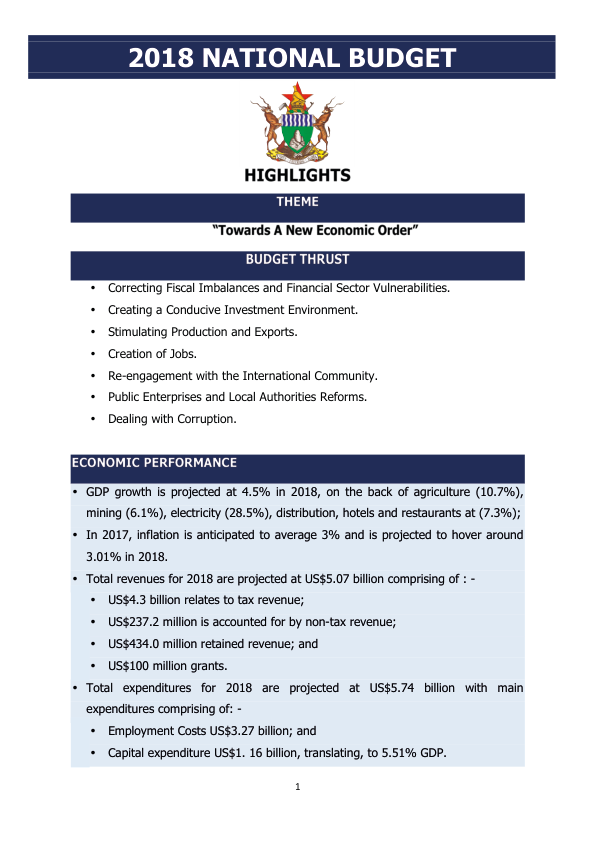 2018 NATIONAL BUDGET
HIGHLIGHTS
THEME
“Towards A New Economic Order”
BUDGET THRUST
• Correcting Fiscal Imbalances and Financial Sector Vulnerabilities.
• Creating a Conducive Investment Environment.
• Stimulating Production and Exports.
• Creation of Jobs.
• Re-engagement with the International Community.
• Public Enterprises and Local Authorities Reforms.
• Dealing with Corruption.
ECONOMIC PERFORMANCE
• GDP growth is projected at 4.5% in 2018, on the back of agriculture (10.7%),
mining (6.1%), electricity (28.5%), distribution, hotels and restaurants at (7.3%);
• In 2017, inflation is anticipated to average 3% and is projected to hover around
3.01% in 2018.
• Total revenues for 2018 are projected at US$5.07 billion comprising of : -
• US$4.3 billion relates to tax revenue;
• US$237.2 million is accounted for by non-tax revenue;
• US$434.0 million retained revenue; and
• US$100 million grants.
• Total expenditures for 2018 are projected at US$5.74 billion with main
expenditures comprising of: -
• Employment Costs US$3.27 billion; and
• Capital expenditure US$1. 16 billion, translating, to 5.51% GDP.
1